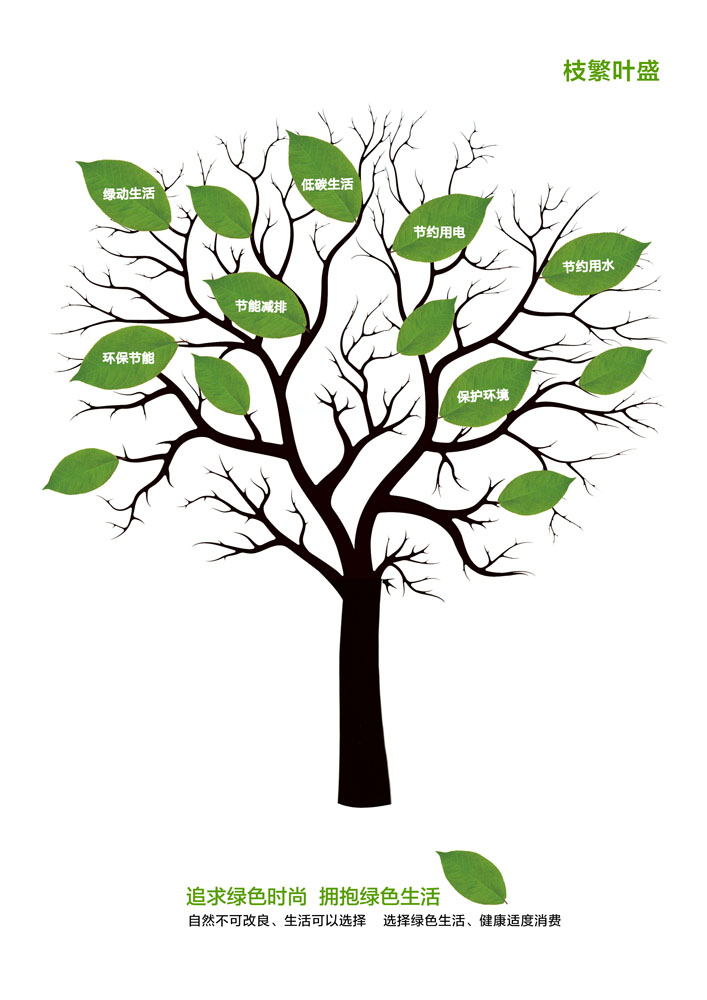 枝繁叶盛
绿动生活
低碳生活
节约用电
节约用水
节能减排
环保节能
保护环境
追求绿色时尚 拥抱绿色生活
自然不可改良、生活可以选择 选择绿色生活、健康适度消费